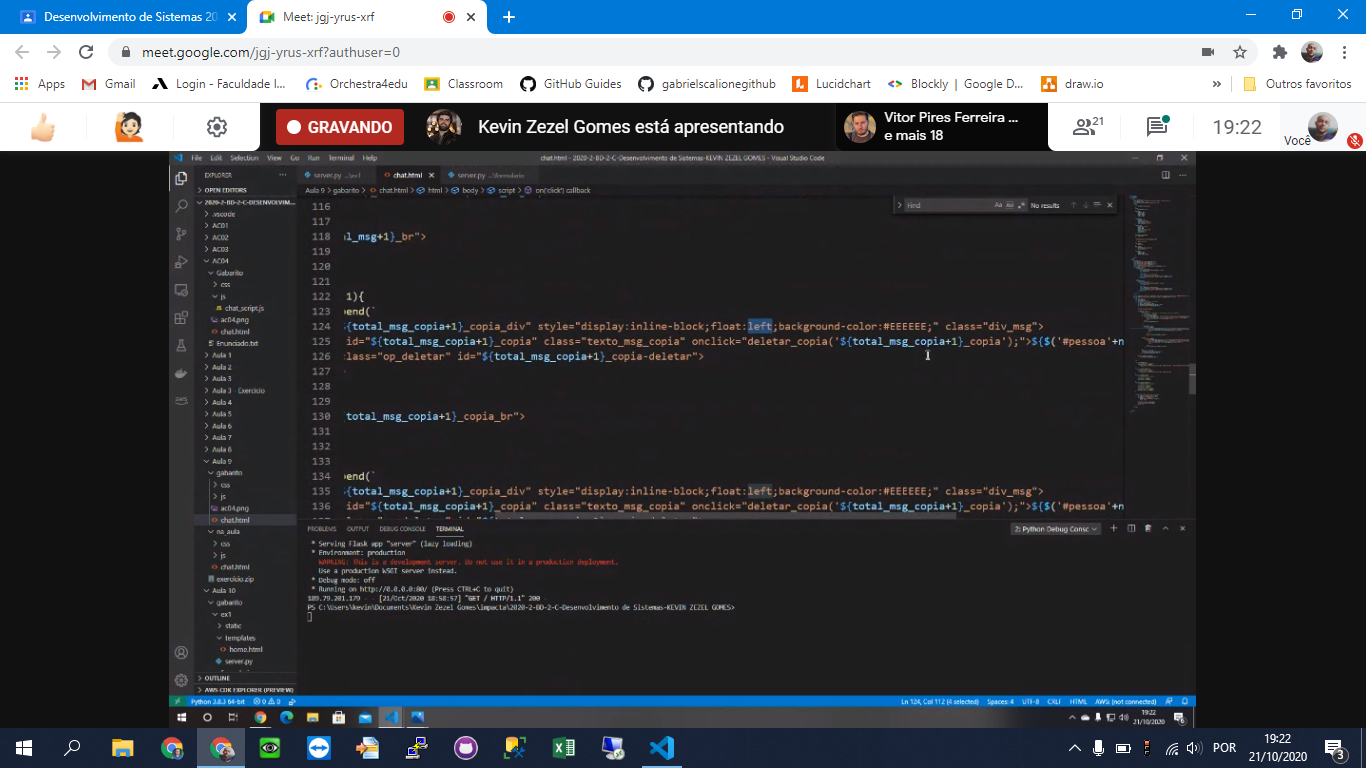 Desenvolvimento de Sistemas 20
Meet: jgj-yrus-xrf
meet.google.com/jgj-yrus-xrf?authuser=0
Apps
Gmail
Login - Faculdade I...
Orchestra4edu
Classroom
GitHub Guides
gabrielscalionegithub
Lucidchart
Blockly | Google D...
draw.io
»
Outros favoritos
GRAVANDO
Kevin Zezel Gomes está apresentando
Vitor Pires Ferreira ...
e mais 18
21
19:22
Você
File Edit Selection View Go Run Terminal Help
chat.html - 2020-2-BD-2-C-Desenvolvimento de Sistemas-KEVIN ZEZEL GOMES - Visual Studio Code
EXPLORER
server.py ...\ex1
chat.html
server.py ...\formulario
OPEN EDITORS
Aula 9 > gabarito > chat.html > html > body > script > on('click') callback
2020-2-BD-2-C-DESENVOLVIM...
.vscode
AC01
AC02
AC03
AC04
Gabarito
css
js
chat_script.js
ac04.png
chat.html
Enunciado.txt
Aula 1
Aula 2
Aula 3
Aula 3 - Exercicio
Aula 4
Aula 5
Aula 6
Aula 7
Aula 8
Aula 9
gabarito
css
js
ac04.png
chat.html
na_aula
css
js
chat.html
exercicio.zip
Aula 10
gabarito
ex1
static
templates
home.html
server.py
OUTLINE
AWS CDK EXPLORER (PREVIEW)
Find
No results
116
117
118 al_msg+1}_br">
119
120
121
122 1){
123 pend(`
124 ${total_msg_copia+1}_copia_div" style="display:inline-block;float:left;background-color:#EEEEEE;" class="div_msg">
125 id="${total_msg_copia+1}_copia" class="texto_msg_copia" onclick="deletar_copia('${total_msg_copia+1}_copia');">${$('#pessoa'+n
126 class="op_deletar" id="${total_msg_copia+1}_copia-deletar">
127
128
129
130 total_msg_copia+1}_copia_br">
131
132
133
134 pend(`
135 ${total_msg_copia+1}_copia_div" style="display:inline-block;float:left;background-color:#EEEEEE;" class="div_msg">
136 id="${total_msg_copia+1}_copia" class="texto_msg_copia" onclick="deletar_copia('${total_msg_copia+1}_copia');">${$('#pessoa'+n
PROBLEMS OUTPUT DEBUG CONSOLE TERMINAL
2: Python Debug Consc
* Serving Flask app "server" (lazy loading)
* Environment: production
WARNING: This is a development server. Do not use it in a production deployment.
Use a production WSGI server instead.
* Debug mode: off
* Running on http://0.0.0.0:80/ (Press CTRL+C to quit)
189.79.201.179 - - [21/Oct/2020 18:58:57] "GET / HTTP/1.1" 200 -
PS C:\Users\kevin\Documents\Kevin Zezel Gomes\impacta\2020-2-BD-2-C-Desenvolvimento de Sistemas-KEVIN ZEZEL GOMES>
Python 3.8.3 64-bit
0 0
Ln 124, Col 112 (4 selected)
Spaces: 4
UTF-8
CRLF
HTML
AWS: (not connected)
19:22
21/10/2020
POR
19:22
21/10/2020
3